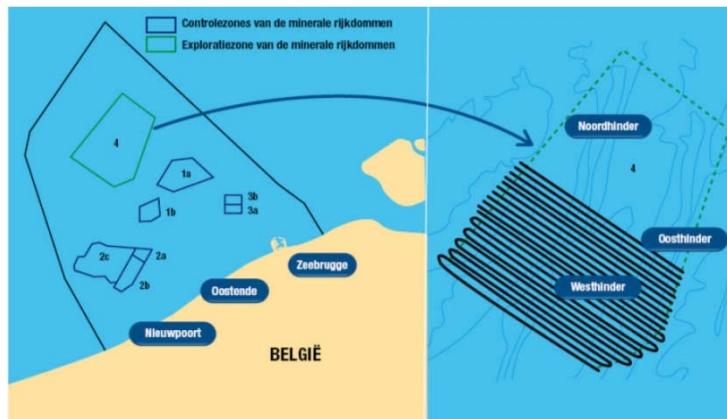 Controlezones van de minerale rijkdommen
Exploratiezone van de minerale rijkdommen
4
1a
1b
3b
3a
2c
2a
2b
Zeebrugge
Oostende
Nieuwpoort
BELGIË
Noordhinder
4
Oosthinder
Westhinder